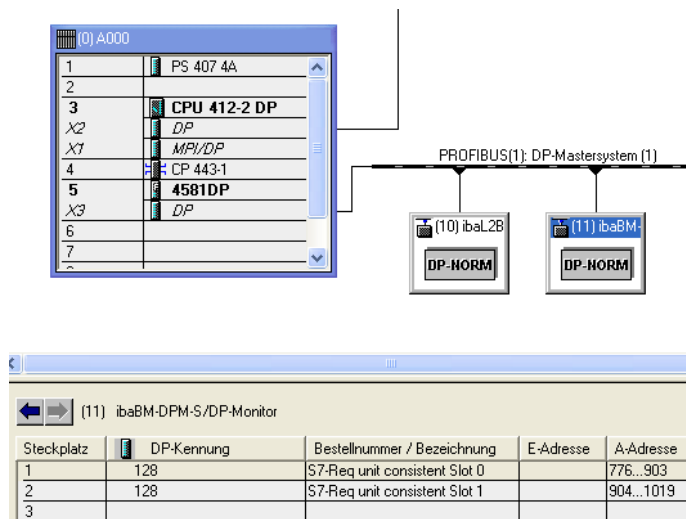 (0) A000
1 PS 407 4A
2
3 CPU 412-2 DP
X2 DP
X1 MPI/DP
4 CP 443-1
5 4581DP
X3 DP
6
7
PROFIBUS(1): DP-Mastersystem (1)
(10) ibaL2B
DP-NORM
(11) ibaBM-
DP-NORM
(11) ibaBM-DPM-S/DP-Monitor
Steckplatz DP-Kennung Bestellnummer / Bezeichnung E-Adresse A-Adresse
1 128 S7-Req unit consistent Slot 0 776...903
2 128 S7-Req unit consistent Slot 1 904...1019
3